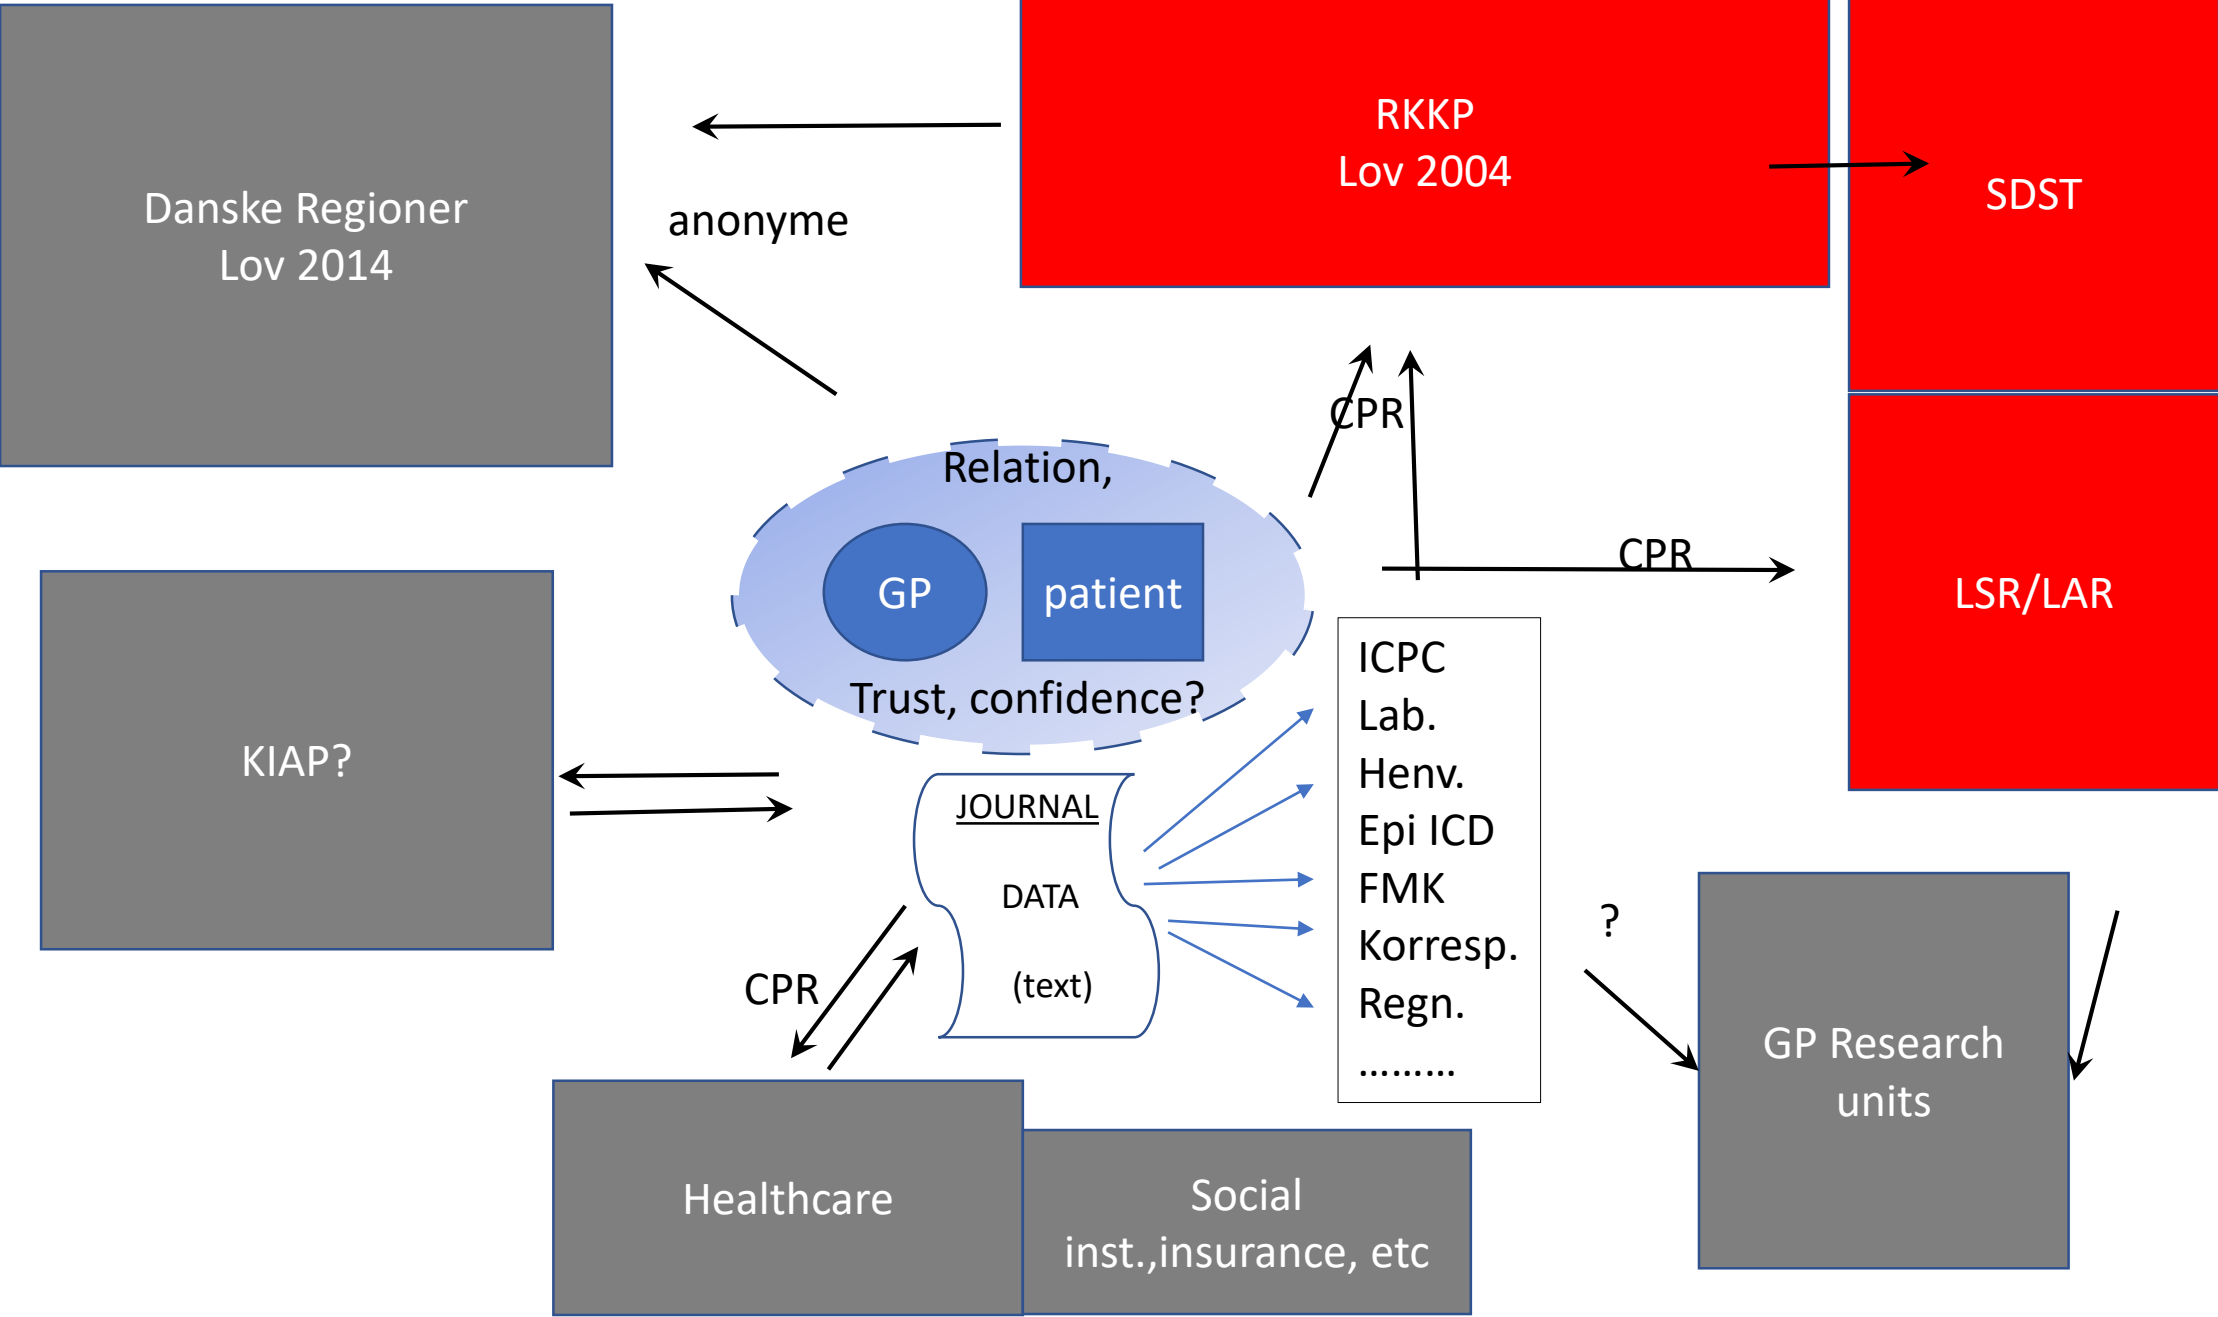 RKKP
Lov 2004
SDST
Danske Regioner
Lov 2014
anonyme
CPR
Relation,
GP
patient
Trust, confidence?
CPR
LSR/LAR
KIAP?
JOURNAL
DATA
(text)
ICPC
Lab.
Henv.
Epi ICD
FMK
Korresp.
Regn.
.........
?
CPR
GP Research
units
Healthcare
Social
inst.,insurance, etc